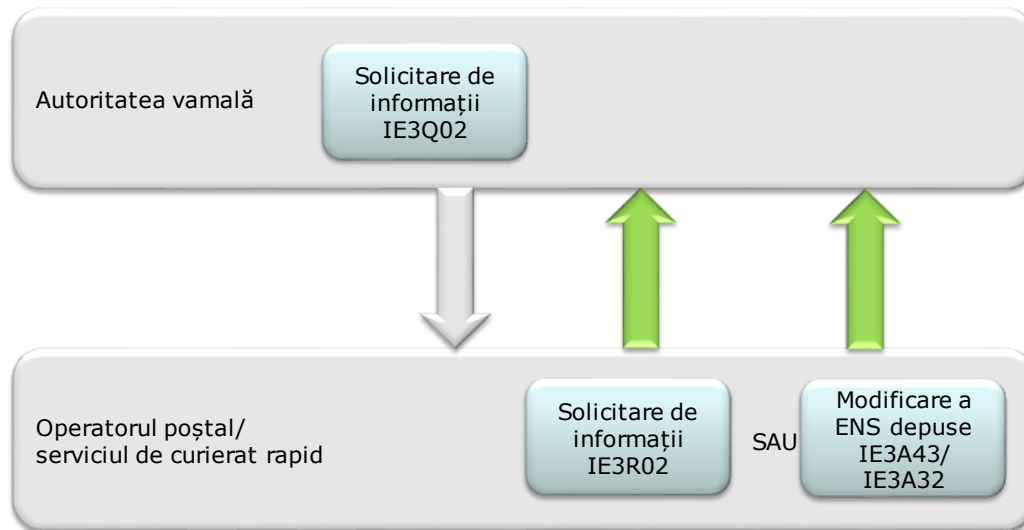 Autoritatea vamală
Solicitare de
informații
IE3Q02
Operatorul poștal/
serviciul de curierat rapid
Solicitare de
informații
IE3R02
SAU
Modificare a
ENS depuse
IE3A43/
IE3A32